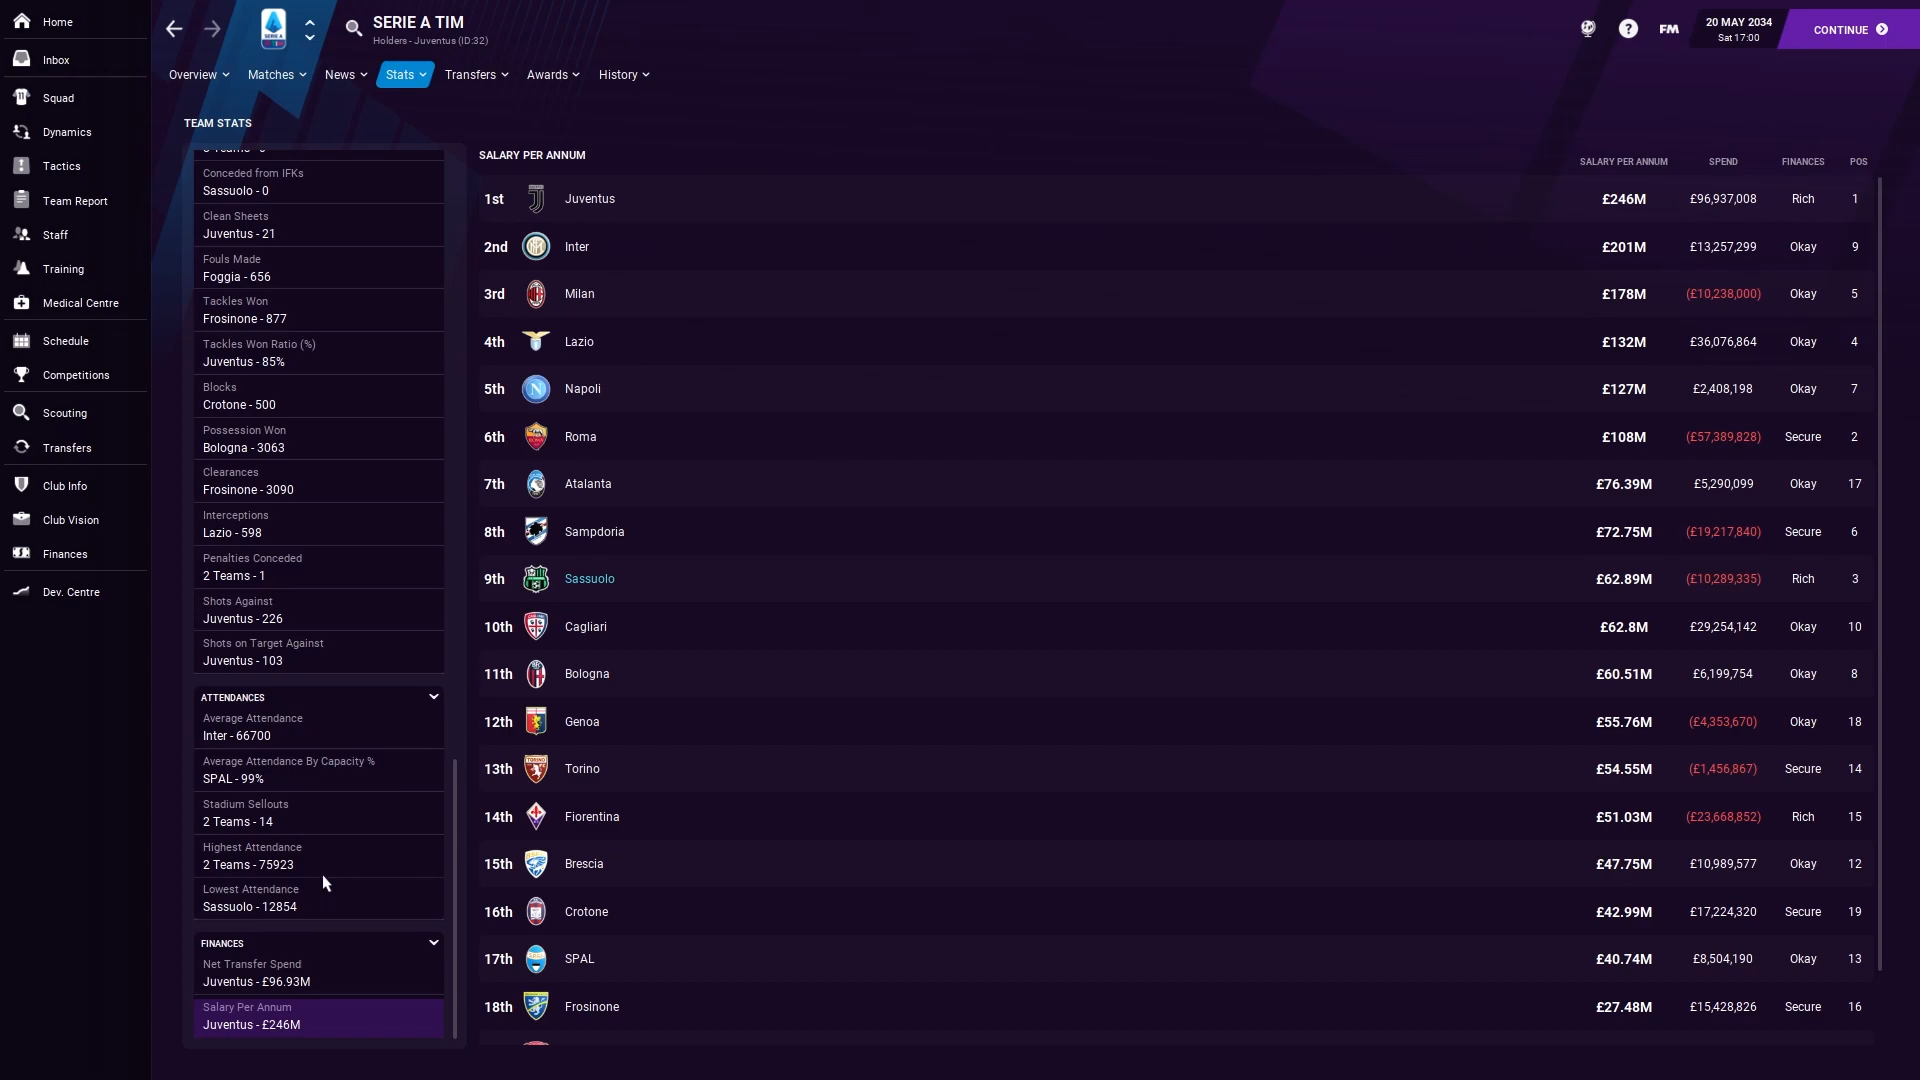 Home
Inbox
Squad
Dynamics
Tactics
Team Report
Staff
Training
Medical Centre
Schedule
Competitions
Scouting
Transfers
Club Info
Club Vision
Finances
Dev. Centre
SERIE A TIM
Holders - Juventus (ID:32)
FM
20 MAY 2034
Sat 17:00
CONTINUE
Overview Matches News Stats Transfers Awards History
TEAM STATS
Conceded from IFKs
Sassuolo - 0
Clean Sheets
Juventus - 21
Fouls Made
Foggia - 656
Tackles Won
Frosinone - 877
Tackles Won Ratio (%)
Juventus - 85%
Blocks
Crotone - 500
Possession Won
Bologna - 3063
Clearances
Frosinone - 3090
Interceptions
Lazio - 598
Penalties Conceded
2 Teams - 1
Shots Against
Juventus - 226
Shots on Target Against
Juventus - 103
ATTENDANCES
Average Attendance
Inter - 66700
Average Attendance By Capacity %
SPAL - 99%
Stadium Sellouts
2 Teams - 14
Highest Attendance
2 Teams - 75923
Lowest Attendance
Sassuolo - 12854
FINANCES
Net Transfer Spend
Juventus - £96.93M
Salary Per Annum
Juventus - £246M
SALARY PER ANNUM
SALARY PER ANNUM SPEND FINANCES POS
1st Juventus £246M £96,937,008 Rich 1
2nd Inter £201M £13,257,299 Okay 9
3rd Milan £178M (£10,238,000) Okay 5
4th Lazio £132M £36,076,864 Okay 4
5th Napoli £127M £2,408,198 Okay 7
6th Roma £108M (£57,389,828) Secure 2
7th Atalanta £76.39M £5,290,099 Okay 17
8th Sampdoria £72.75M (£19,217,840) Secure 6
9th Sassuolo £62.89M (£10,289,335) Rich 3
10th Cagliari £62.8M £29,254,142 Okay 10
11th Bologna £60.51M £6,199,754 Okay 8
12th Genoa £55.76M (£4,353,670) Okay 18
13th Torino £54.55M (£1,456,867) Secure 14
14th Fiorentina £51.03M (£23,668,852) Rich 15
15th Brescia £47.75M £10,989,577 Okay 12
16th Crotone £42.99M £17,224,320 Secure 19
17th SPAL £40.74M £8,504,190 Okay 13
18th Frosinone £27.48M £15,428,826 Secure 16